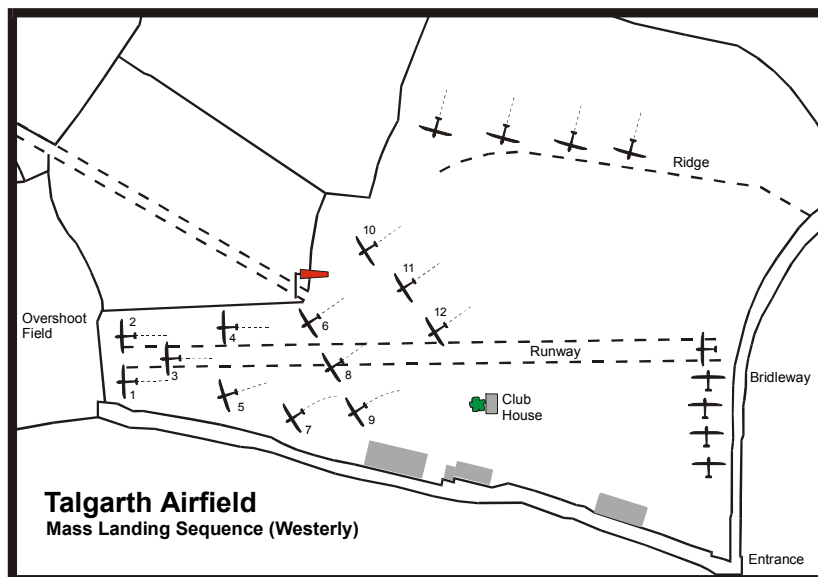 Ridge
10
11
12
Overshoot
Field
2
4
6
Runway
3
8
Bridleway
1
5
7
9
Club
House
Talgarth Airfield
Mass Landing Sequence (Westerly)
Entrance